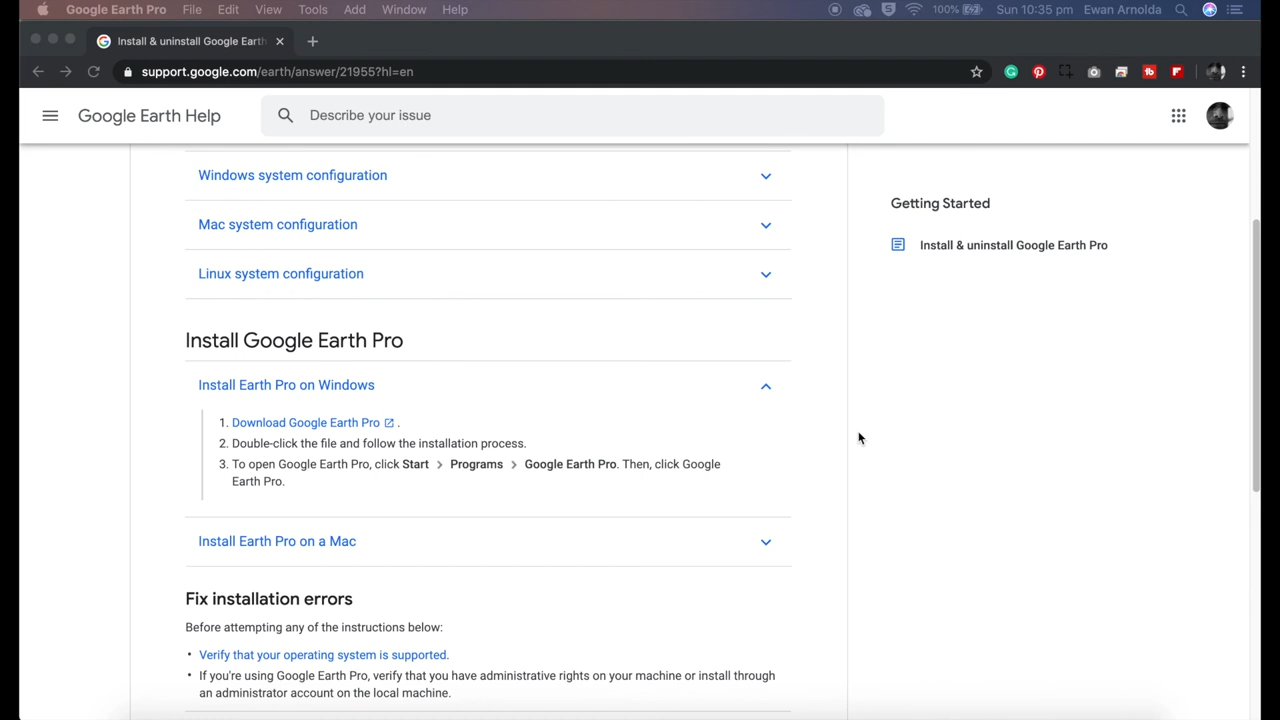 Google Earth Pro File Edit View Tools Add Window Help 100% Sun 10:35 pm Ewan Arnolda
Install & uninstall Google Earth
support.google.com/earth/answer/21955?hl=en
Google Earth Help Describe your issue
Windows system configuration
Mac system configuration
Linux system configuration
Getting Started
Install & uninstall Google Earth Pro
Install Google Earth Pro
Install Earth Pro on Windows
1. Download Google Earth Pro .
2. Double-click the file and follow the installation process.
3. To open Google Earth Pro, click Start > Programs > Google Earth Pro. Then, click Google
Earth Pro.
Install Earth Pro on a Mac
Fix installation errors
Before attempting any of the instructions below:
• Verify that your operating system is supported.
• If you're using Google Earth Pro, verify that you have administrative rights on your machine or install through
an administrator account on the local machine.